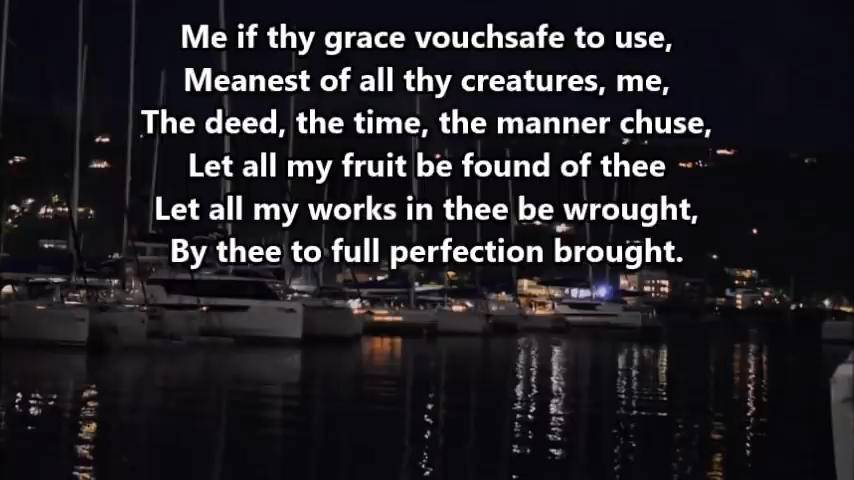 Me if thy grace vouchsafe to use,
Meanest of all thy creatures, me,
The deed, the time, the manner chuse,
Let all my fruit be found of thee
Let all my works in thee be wrought,
By thee to full perfection brought.